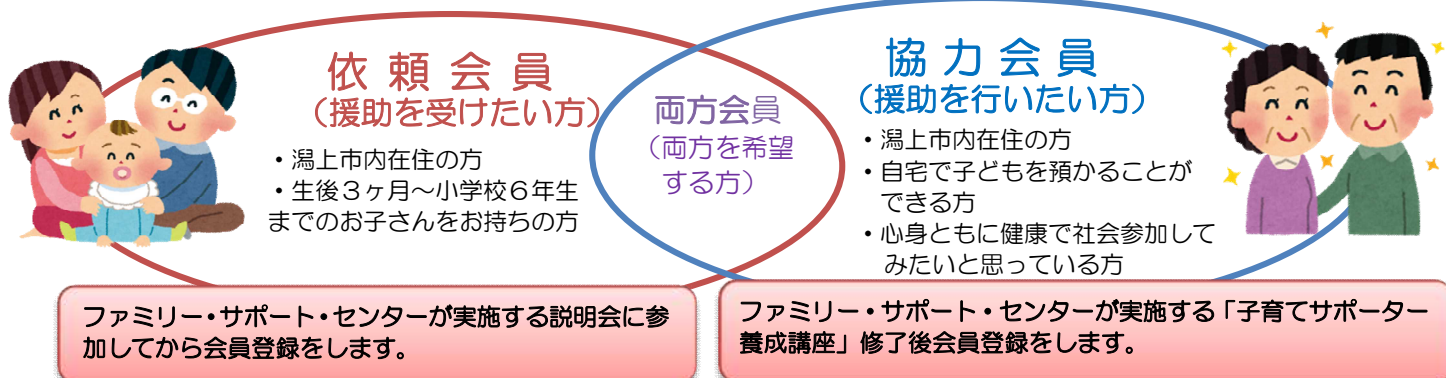 依頼会員
（援助を受けたい方）
・潟上市内在住の方
・生後３ヶ月～小学校６年生
までのお子さんをお持ちの方
両方会員
（両方を希望
する方）
協力会員
（援助を行いたい方）
・潟上市内在住の方
・自宅で子どもを預かることが
できる方
・心身ともに健康で社会参加して
みたいと思っている方
ファミリー・サポート・センターが実施する説明会に参
加してから会員登録をします。
ファミリー・サポート・センターが実施する「子育てサポーター
養成講座」修了後会員登録をします。